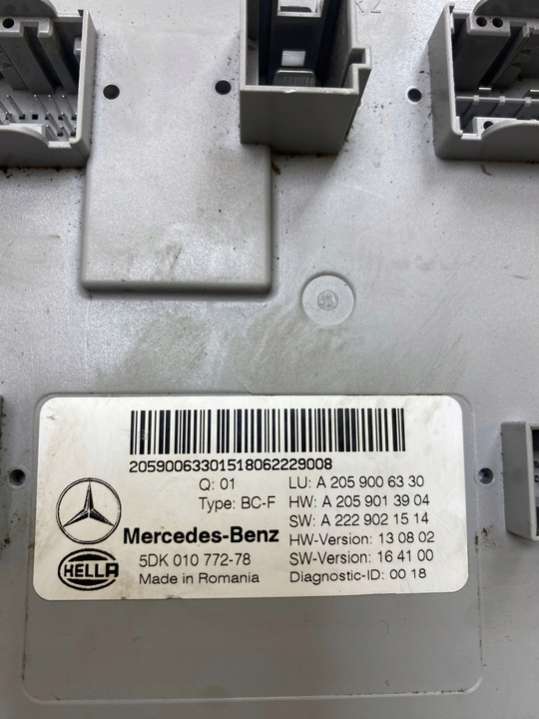 20590063301518062229008
Q: 01
LU: A 205 900 63 30
Type: BC-F
HW: A 205 901 39 04
SW: A 222 902 15 14
Mercedes-Benz
HW-Version: 13 08 02
5DK 010 772-78
SW-Version: 16 41 00
HELLA
Made in Romania
Diagnostic-ID: 00 18